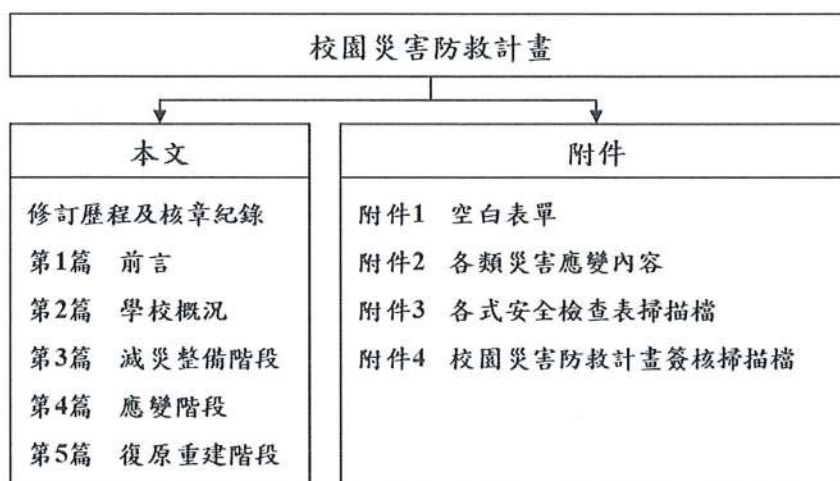 校園災害防救計畫
本文
修訂歷程及核章紀錄
第1篇 前言
第2篇 學校概況
第3篇 減災整備階段
第4篇 應變階段
第5篇 復原重建階段
附件
附件1 空白表單
附件2 各類災害應變內容
附件3 各式安全檢查表掃描檔
附件4 校園災害防救計畫簽核掃描檔